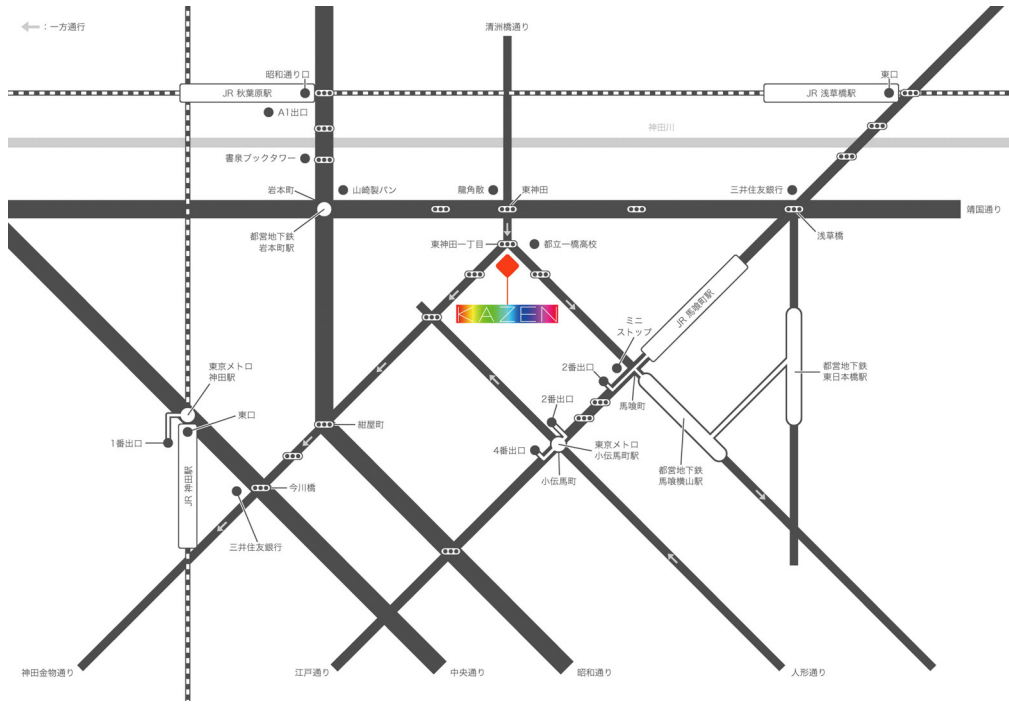 ：一方通行
清洲橋通り
昭和通り口
東口
JR 秋葉原駅
JR 浅草橋駅
A1出口
神田川
書泉ブックタワー
岩本町
山崎製パン
龍角散
東神田
三井住友銀行
靖国通り
都営地下鉄
岩本町駅
東神田一丁目
都立一橋高校
浅草橋
KAZEN
JR 馬喰町駅
ミニ
ストップ
東京メトロ
神田駅
2番出口
都営地下鉄
東日本橋駅
馬喰町
東口
2番出口
1番出口
紺屋町
4番出口
東京メトロ
小伝馬町駅
JR 神田駅
今川橋
小伝馬町
都営地下鉄
馬喰横山駅
三井住友銀行
神田金物通り
江戸通り
中央通り
昭和通り
人形通り